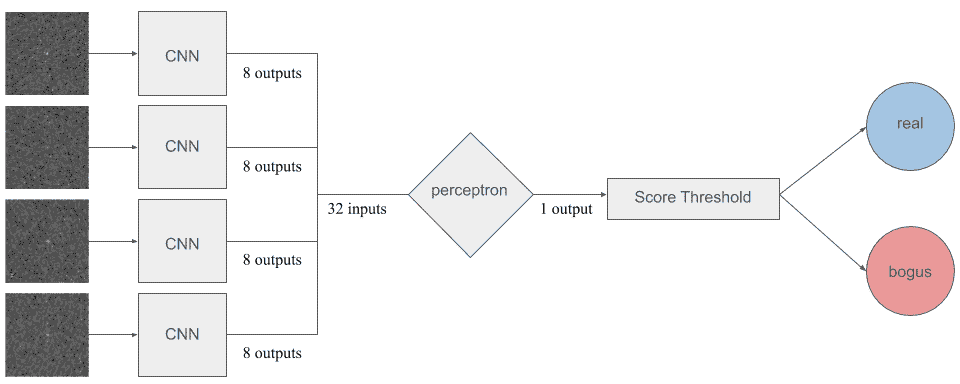 CNN
8 outputs
CNN
8 outputs
CNN
8 outputs
CNN
8 outputs
32 inputs
perceptron
1 output
Score Threshold
real
bogus